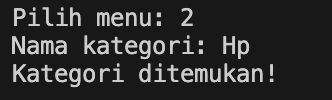 Pilih menu: 2
Nama kategori: Hp
Kategori ditemukan!